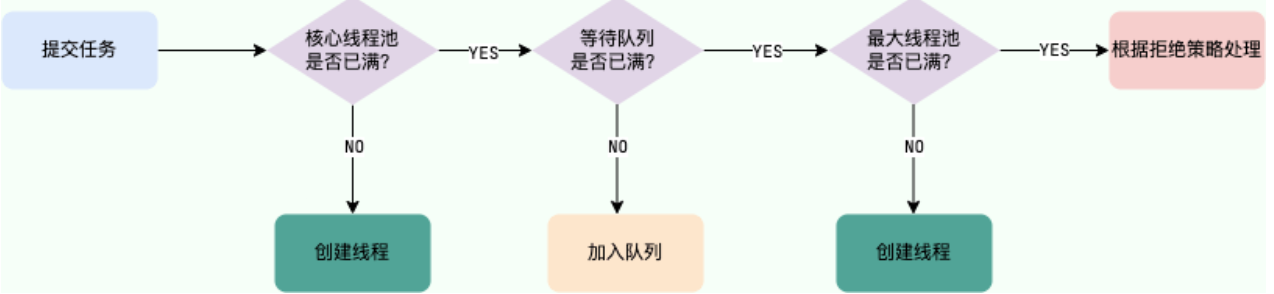 提交任务
核心线程池
是否已满?
YES
等待队列
是否已满?
YES
最大线程池
是否已满?
YES
根据拒绝策略处理
NO
NO
NO
创建线程
加入队列
创建线程